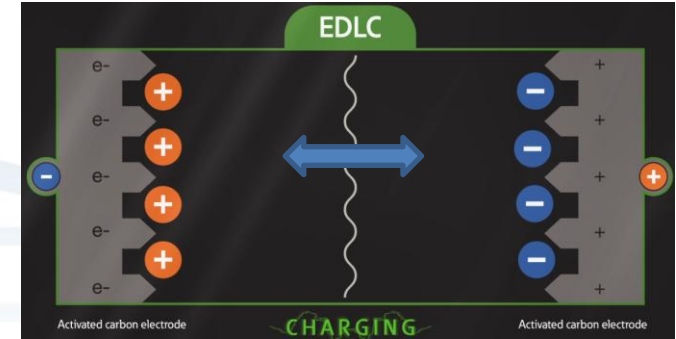 EDLC
e- +
e- +
e- +
e- +
e- +
Activated carbon electrode
CHARGING
Activated carbon electrode